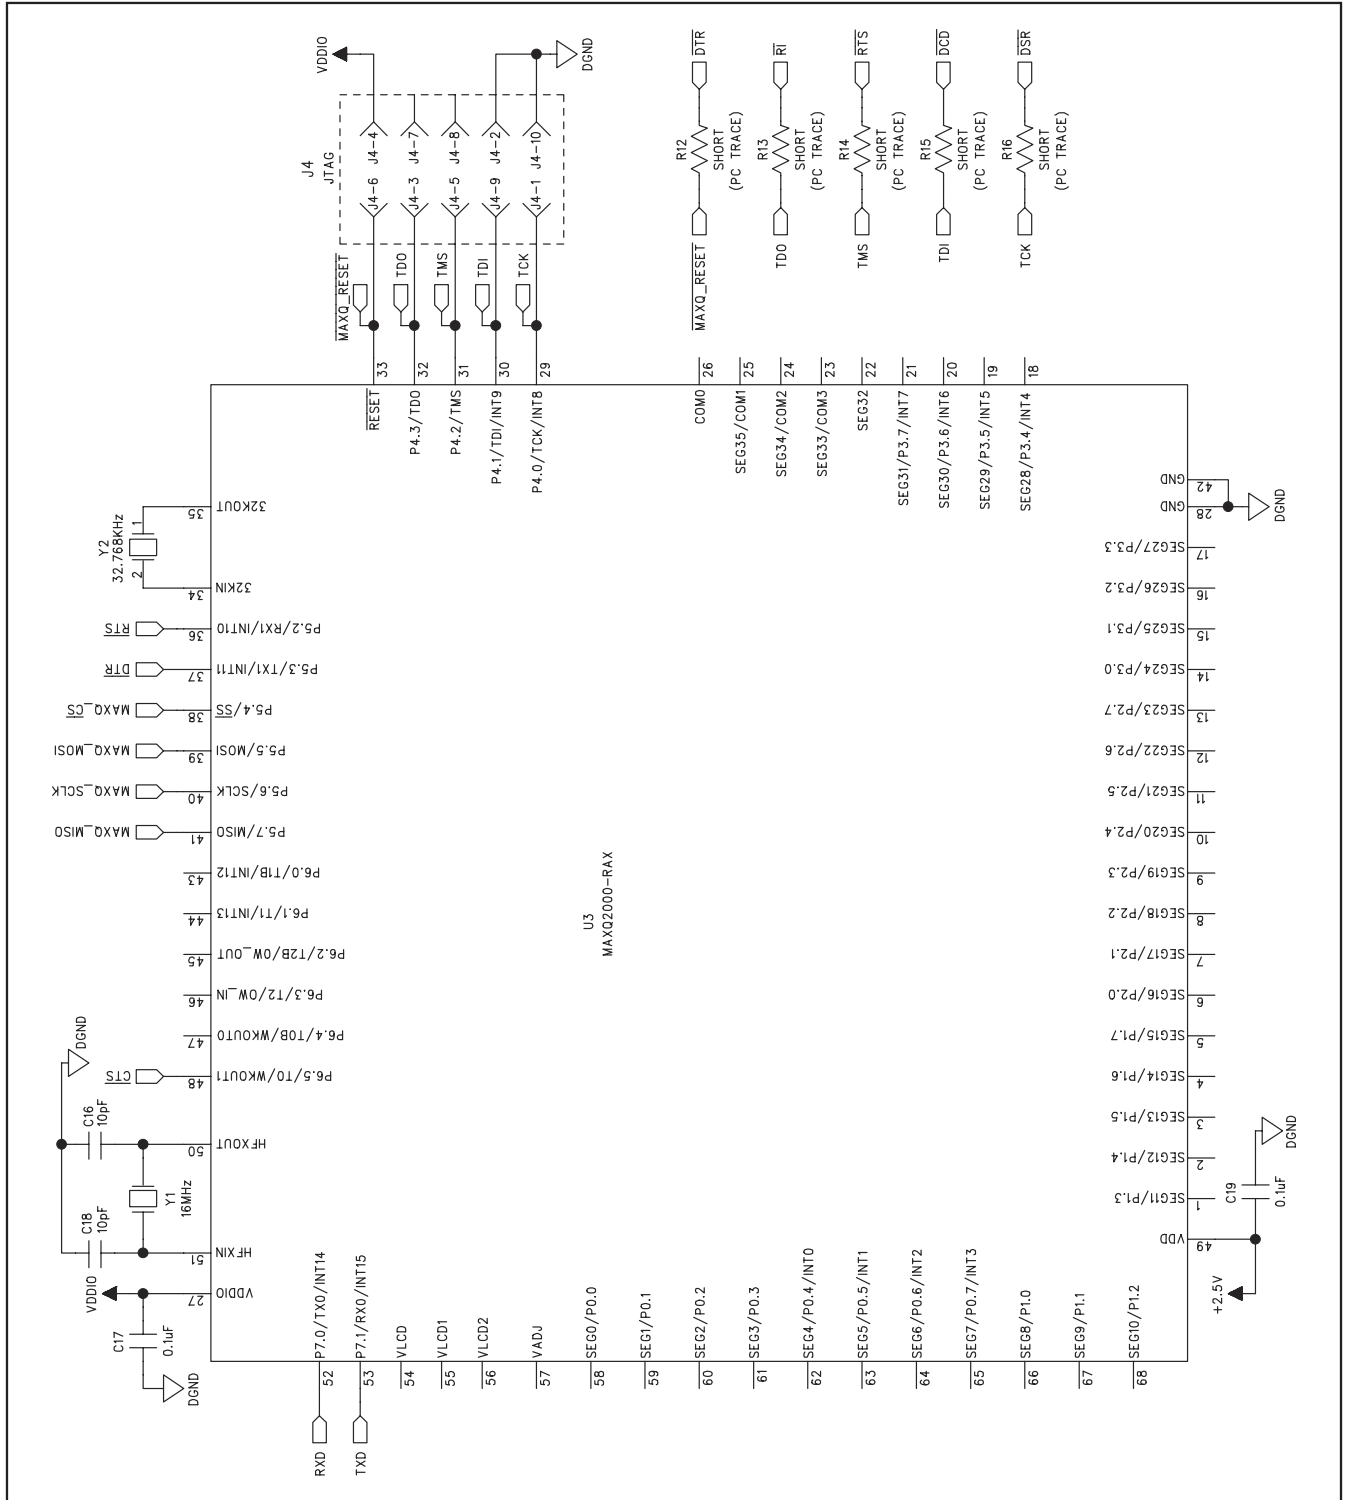 VDDIO
DGND
J4
JTAG
J4-6 J4-4
J4-3 J4-7
J4-5 J4-8
J4-9 J4-2
J4-1 J4-10
MAXQ_RESET
TDO
TMS
TDI
TCK
33
32
31
30
29
RESET
P4.3/TDO
P4.2/TMS
P4.1/TDI/INT9
P4.0/TCK/INT8
DTR
R12
SHORT
(PC TRACE)
MAXQ_RESET
RI
R13
SHORT
(PC TRACE)
TDO
RTS
R14
SHORT
(PC TRACE)
TMS
DCD
R15
SHORT
(PC TRACE)
TDI
DSR
R16
SHORT
(PC TRACE)
TCK
26
25
24
23
22
21
20
19
18
COM0
SEG35/COM1
SEG34/COM2
SEG33/COM3
SEG32
SEG31/P3.7/INT7
SEG30/P3.6/INT6
SEG29/P3.5/INT5
SEG28/P3.4/INT4
Y2
32.768KHz
1
2
35 32KOUT
34 32KIN
RTS 36 P5.2/RX1/INT10
DTR 37 P5.3/TX1/INT11
MAXQ_CS 38 P5.4/SS
MAXQ_MOSI 39 P5.5/MOSI
MAXQ_SCLK 40 P5.6/SCLK
MAXQ_MISO 41 P5.7/MISO
43 P6.0/T1B/INT12
44 P6.1/T1/INT13
45 P6.2/T2B/OW_OUT
46 P6.3/T2/OW_IN
47 P6.4/T0B/WKOUT0
CTS 48 P6.5/T0/WKOUT1
DGND
C16
10pF
50 HFXOUT
Y1
16MHz
C18
10pF
51 HFXIN
VDDIO
27 VDDIO
C17
0.1uF
DGND
U3
MAXQ2000-RAX
GND 42
GND 28
DGND
SEG27/P3.3 17
SEG26/P3.2 16
SEG25/P3.1 15
SEG24/P3.0 14
SEG23/P2.7 13
SEG22/P2.6 12
SEG21/P2.5 11
SEG20/P2.4 10
SEG19/P2.3 9
SEG18/P2.2 8
SEG17/P2.1 7
SEG16/P2.0 6
SEG15/P1.7 5
SEG14/P1.6 4
SEG13/P1.5 3
SEG12/P1.4 2
SEG11/P1.3 1
VDD 49
DGND
C19
0.1uF
+2.5V
P7.0/TX0/INT14
P7.1/RX0/INT15
VLCD
VLCD1
VLCD2
VADJ
SEG0/P0.0
SEG1/P0.1
SEG2/P0.2
SEG3/P0.3
SEG4/P0.4/INT0
SEG5/P0.5/INT1
SEG6/P0.6/INT2
SEG7/P0.7/INT3
SEG8/P1.0
SEG9/P1.1
SEG10/P1.2
52
53
54
55
56
57
58
59
60
61
62
63
64
65
66
67
68
RXD
TXD